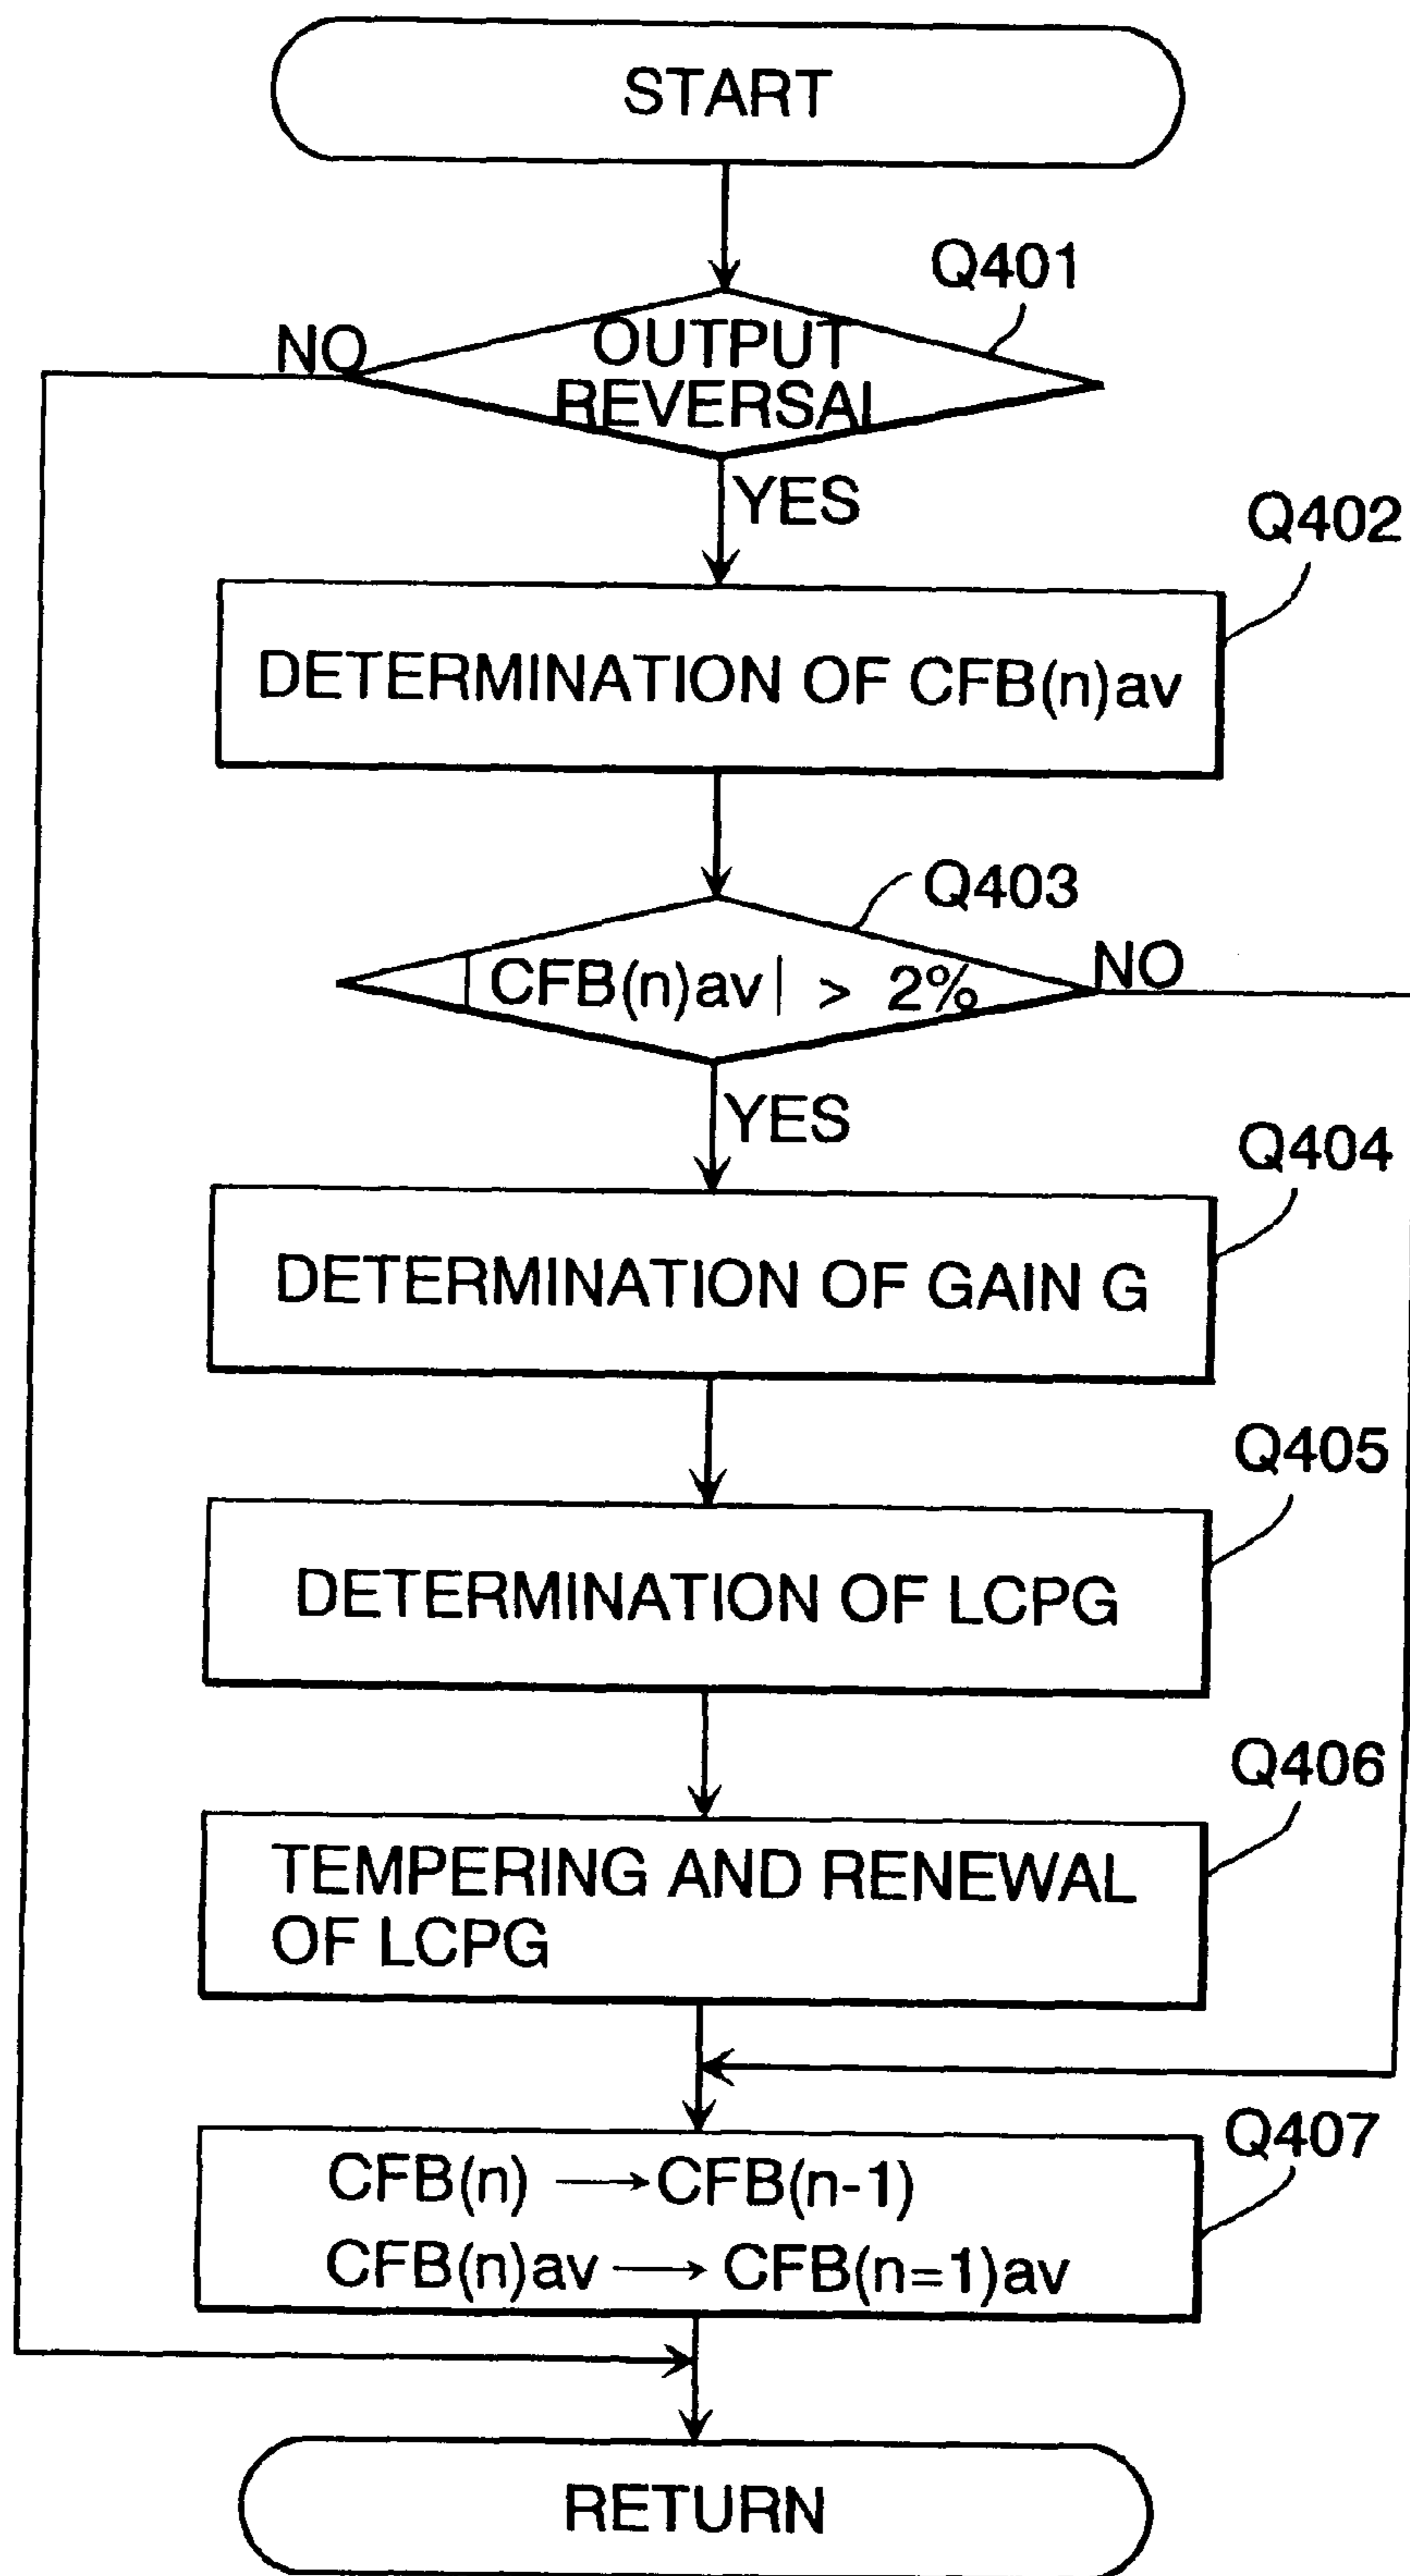 START
Q401
NO
OUTPUT
REVERSAL
YES
Q402
DETERMINATION OF CFB(n)av
Q403
| CFB(n)av | > 2%
NO
YES
Q404
DETERMINATION OF GAIN G
Q405
DETERMINATION OF LCPG
Q406
TEMPERING AND RENEWAL
OF LCPG
Q407
CFB(n) → CFB(n-1)
CFB(n)av → CFB(n=1)av
RETURN